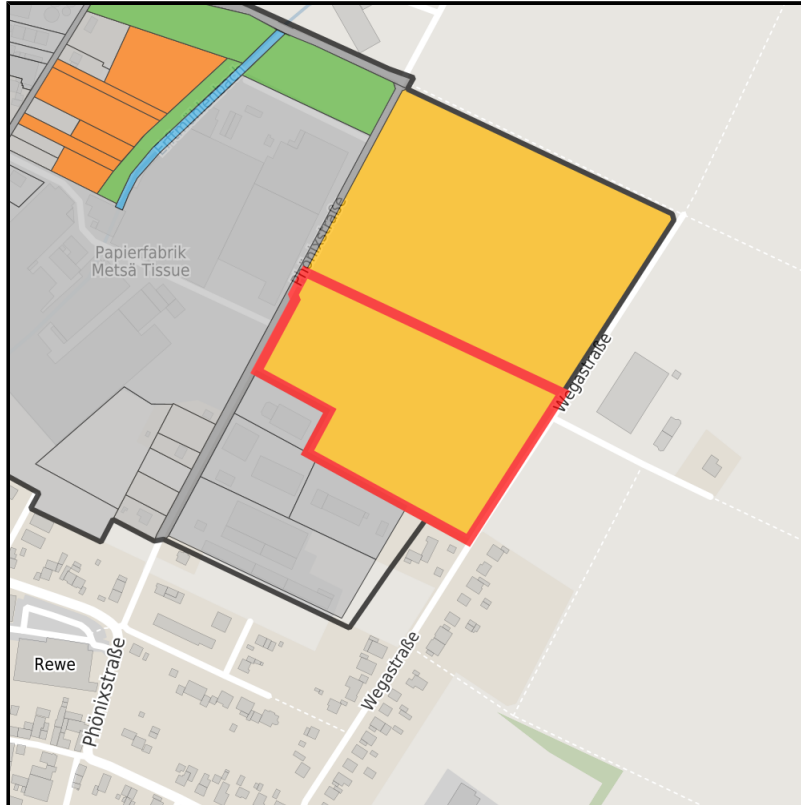 Phönixstraße
Papierfabrik
Metsä Tissue
Wegastraße
Wegastraße
Rewe
Phönixstraße